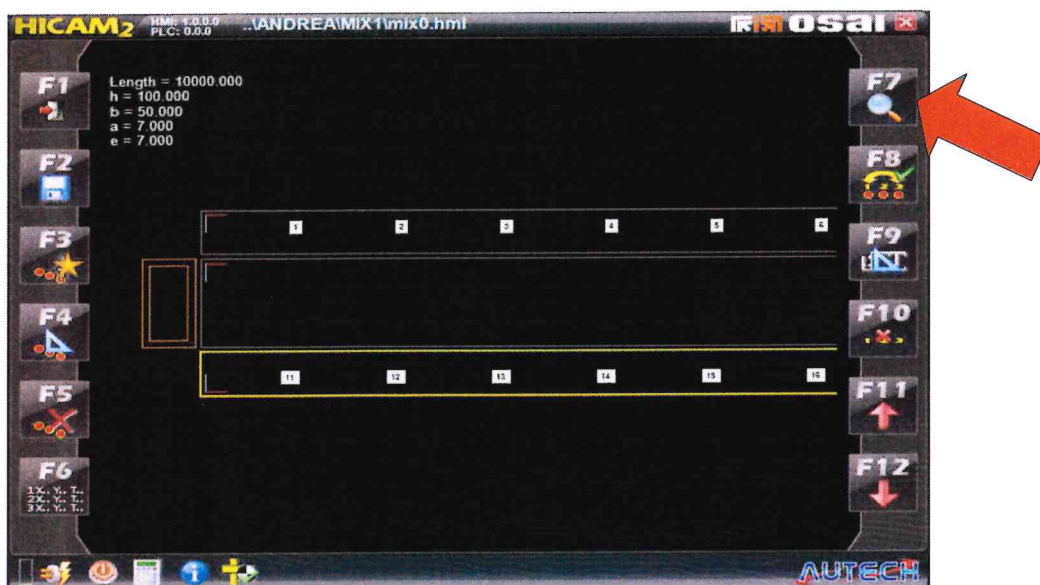 HICAM2 HMI: 1.0.0.0 ..\ANDREA\MIX1\mix0.hml OSAI
PLC: 0.0.0
F1
Length = 10000.000
h = 100.000
b = 50.000
a = 7.000
e = 7.000
F7
F2
F8
1 2 3 4 5 6
F3
F9
F4
F10
11 12 13 14 15 16
F5
F11
F6
1X.. Y.. T..
2X.. Y.. T..
3X.. Y.. T..
F12
AUTECH